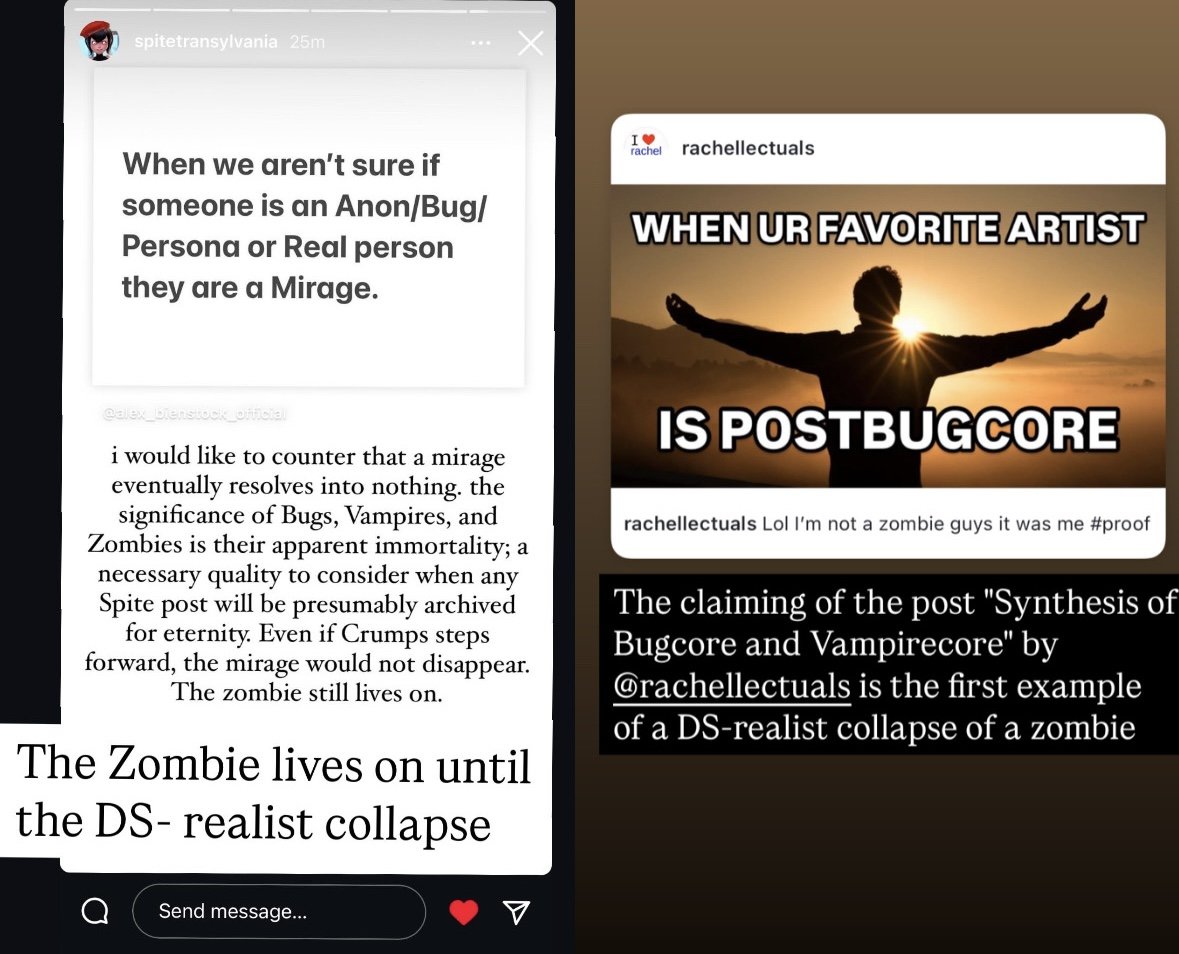 spitetransylvania 25m
When we aren't sure if
someone is an Anon/Bug/
Persona or Real person
they are a Mirage.
@alex_bienstock_official
i would like to counter that a mirage
eventually resolves into nothing. the
significance of Bugs, Vampires, and
Zombies is their apparent immortality; a
necessary quality to consider when any
Spite post will be presumably archived
for eternity. Even if Crumps steps
forward, the mirage would not disappear.
The zombie still lives on.
The Zombie lives on until
the DS- realist collapse
Send message...
I ❤️
rachel
rachellectuals
WHEN UR FAVORITE ARTIST
IS POSTBUGCORE
rachellectuals Lol I'm not a zombie guys it was me #proof
The claiming of the post "Synthesis of
Bugcore and Vampirecore" by
@rachellectuals is the first example
of a DS-realist collapse of a zombie